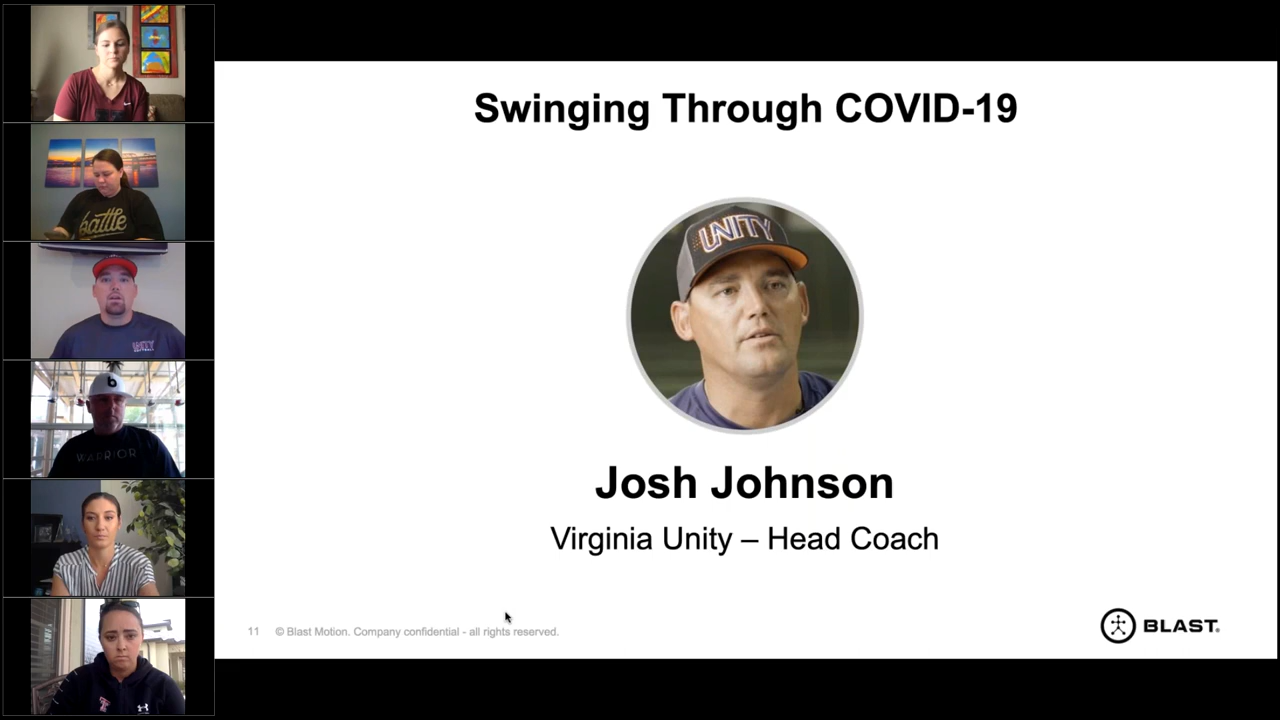 Swinging Through COVID-19
UNITY
Josh Johnson
Virginia Unity – Head Coach
11 © Blast Motion. Company confidential - all rights reserved.
BLAST.
battle
UNITY
b
WARRIOR
T